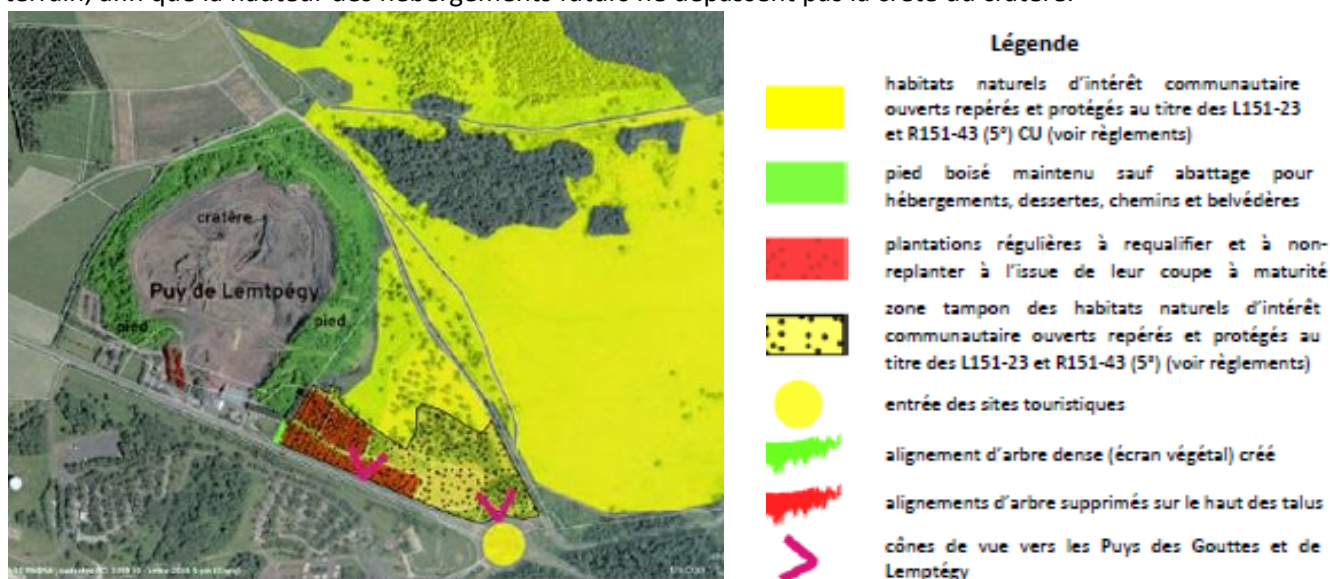 terrain, afin que la hauteur des hébergements futurs ne dépassent pas la crête du cratère.
cratère
Puy de Lemtpégy
pied
pied
Légende
habitats naturels d'intérêt communautaire
ouverts repérés et protégés au titre des L151-23
et R151-43 (5°) CU (voir règlements)
pied boisé maintenu sauf abattage pour
hébergements, dessertes, chemins et belvédères
plantations régulières à requalifier et à non-
replanter à l'issue de leur coupe à maturité
zone tampon des habitats naturels d'intérêt
communautaire ouverts repérés et protégés au
titre des L151-23 et R151-43 (5°) (voir règlements)
entrée des sites touristiques
alignement d'arbre dense (écran végétal) créé
alignements d'arbre supprimés sur le haut des talus
cônes de vue vers les Puys des Gouttes et de
Lemptégy